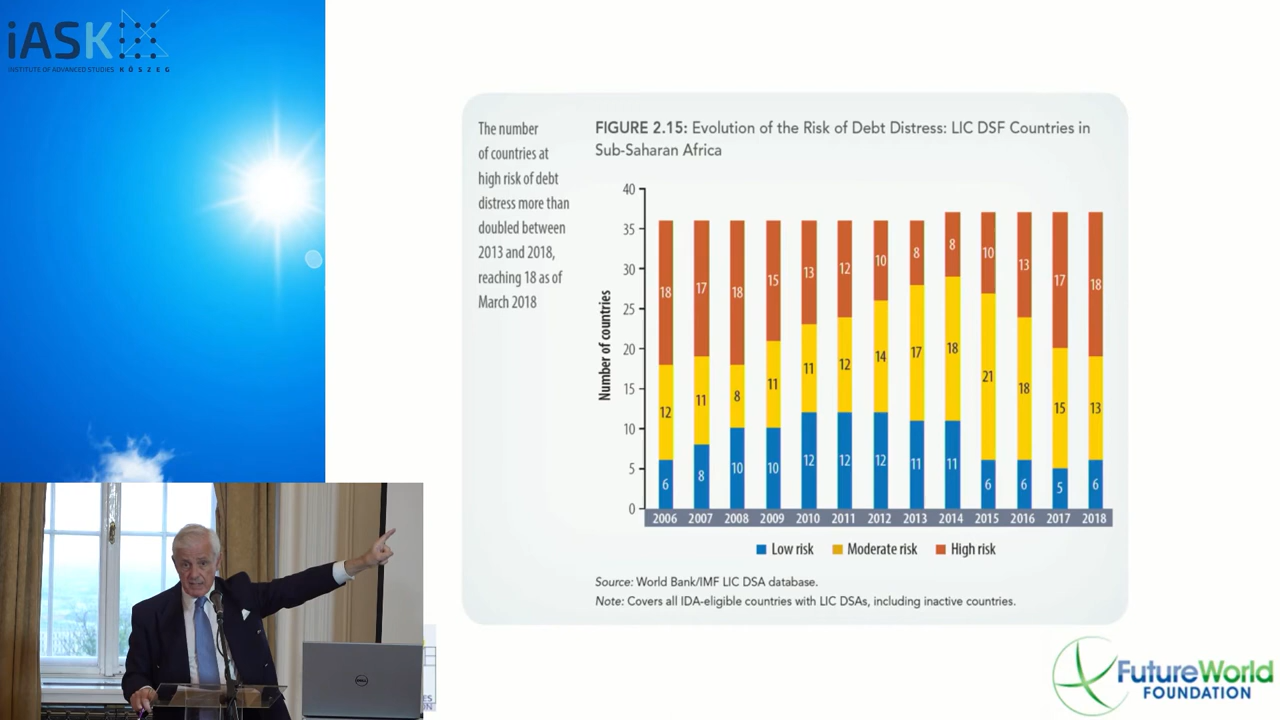 iASK
INSTITUTE OF ADVANCED STUDIES KŐSZEG
The number
of countries at
high risk of debt
distress more than
doubled between
2013 and 2018,
reaching 18 as of
March 2018
FIGURE 2.15: Evolution of the Risk of Debt Distress: LIC DSF Countries in
Sub-Saharan Africa
Number of countries
40
35
30
25
20
15
10
5
0
18 17 18 15 13 12 10 8 8 10 13 17 18
12 11 8 11 11 12 14 17 18 21 18 15 13
6 8 10 10 12 12 12 11 11 6 6 5 6
2006 2007 2008 2009 2010 2011 2012 2013 2014 2015 2016 2017 2018
Low risk Moderate risk High risk
Source: World Bank/IMF LIC DSA database.
Note: Covers all IDA-eligible countries with LIC DSAs, including inactive countries.
DELL
FutureWorld
FOUNDATION